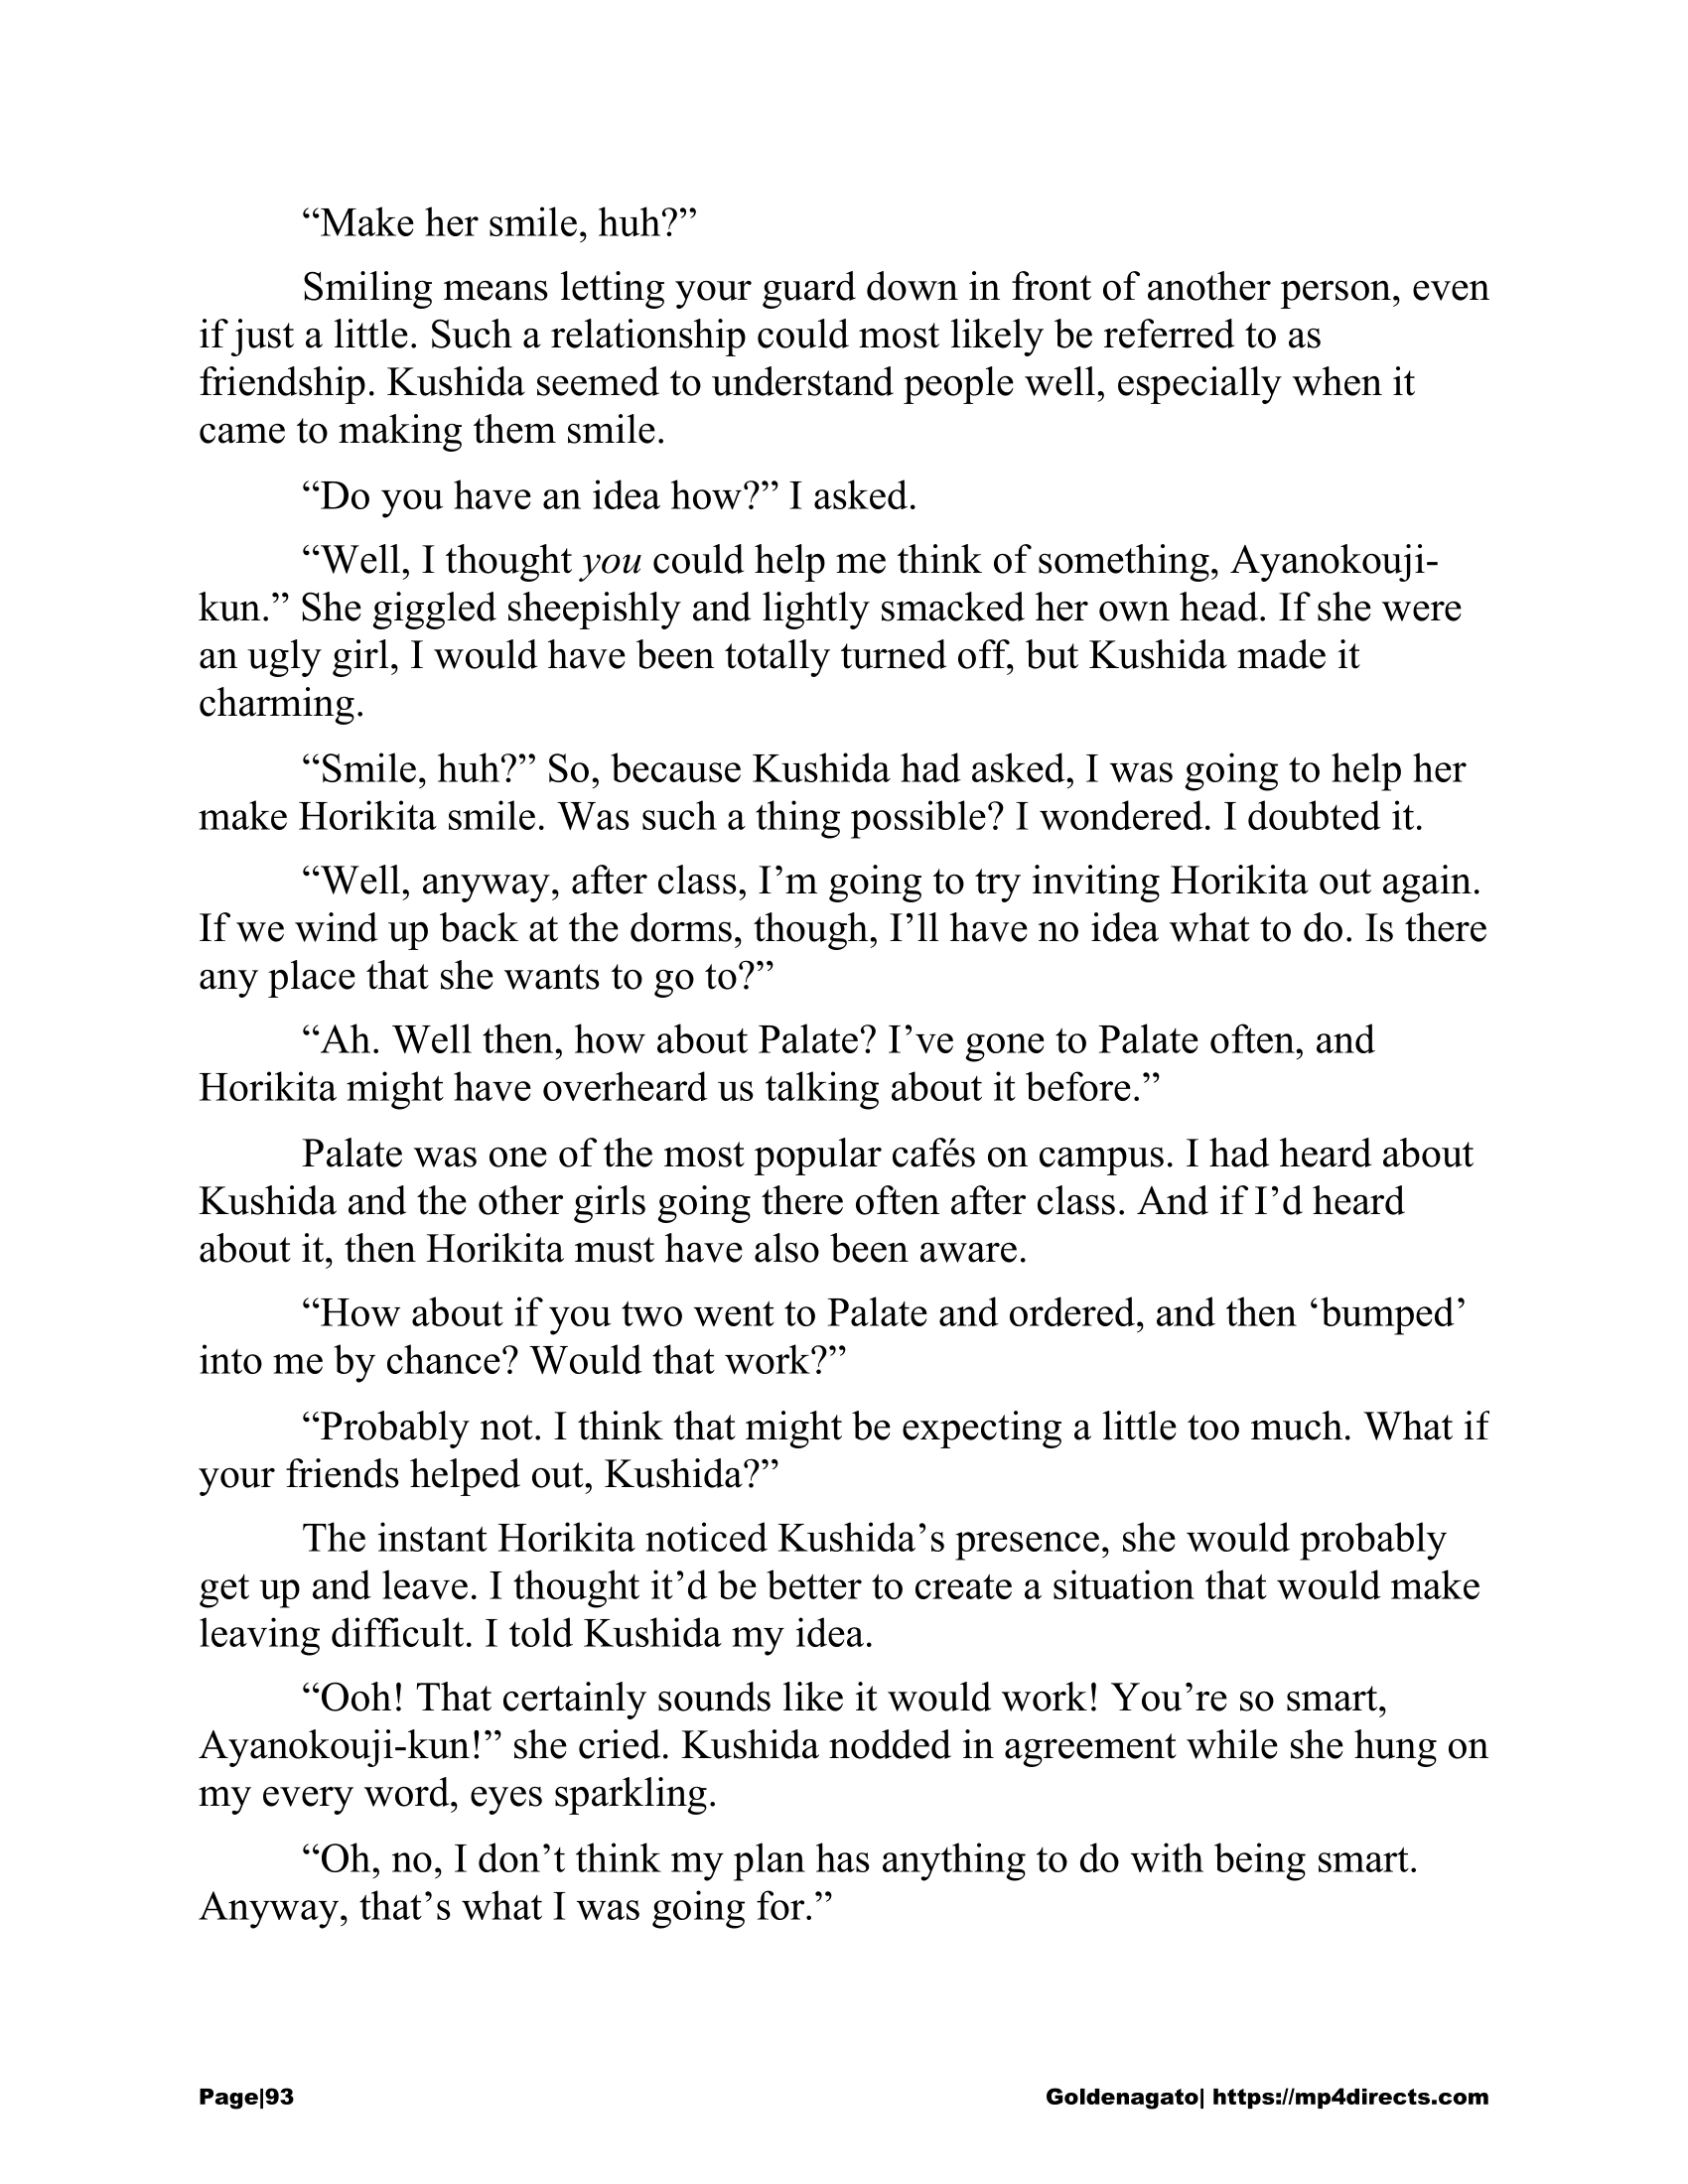 “Make her smile, huh?”
Smiling means letting your guard down in front of another person, even
if just a little. Such a relationship could most likely be referred to as
friendship. Kushida seemed to understand people well, especially when it
came to making them smile.
“Do you have an idea how?” I asked.
“Well, I thought you could help me think of something, Ayanokouji-
kun.” She giggled sheepishly and lightly smacked her own head. If she were
an ugly girl, I would have been totally turned off, but Kushida made it
charming.
“Smile, huh?” So, because Kushida had asked, I was going to help her
make Horikita smile. Was such a thing possible? I wondered. I doubted it.
“Well, anyway, after class, I’m going to try inviting Horikita out again.
If we wind up back at the dorms, though, I’ll have no idea what to do. Is there
any place that she wants to go to?”
“Ah. Well then, how about Palate? I’ve gone to Palate often, and
Horikita might have overheard us talking about it before.”
Palate was one of the most popular cafés on campus. I had heard about
Kushida and the other girls going there often after class. And if I’d heard
about it, then Horikita must have also been aware.
“How about if you two went to Palate and ordered, and then ‘bumped’
into me by chance? Would that work?”
“Probably not. I think that might be expecting a little too much. What if
your friends helped out, Kushida?”
The instant Horikita noticed Kushida’s presence, she would probably
get up and leave. I thought it’d be better to create a situation that would make
leaving difficult. I told Kushida my idea.
“Ooh! That certainly sounds like it would work! You’re so smart,
Ayanokouji-kun!” she cried. Kushida nodded in agreement while she hung on
my every word, eyes sparkling.
“Oh, no, I don’t think my plan has anything to do with being smart.
Anyway, that’s what I was going for.”
Page|93 Goldenagato| https://mp4directs.com